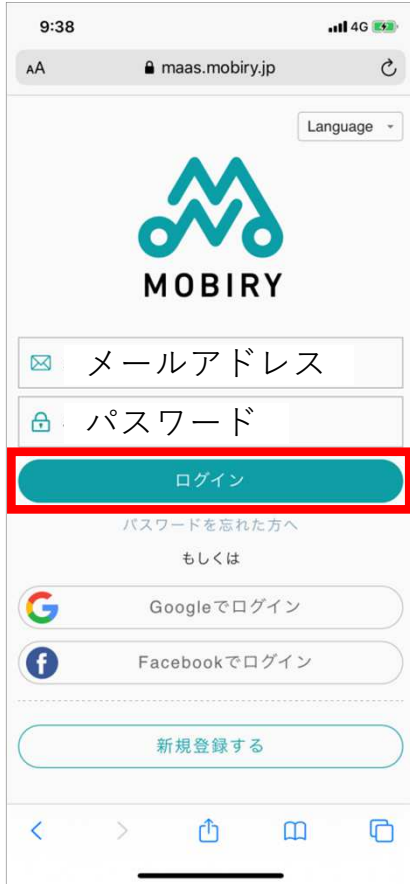 9:38
4G
AA maas.mobiry.jp
Language
MOBIRY
メールアドレス
パスワード
ログイン
パスワードを忘れた方へ
もしくは
Googleでログイン
Facebookでログイン
新規登録する